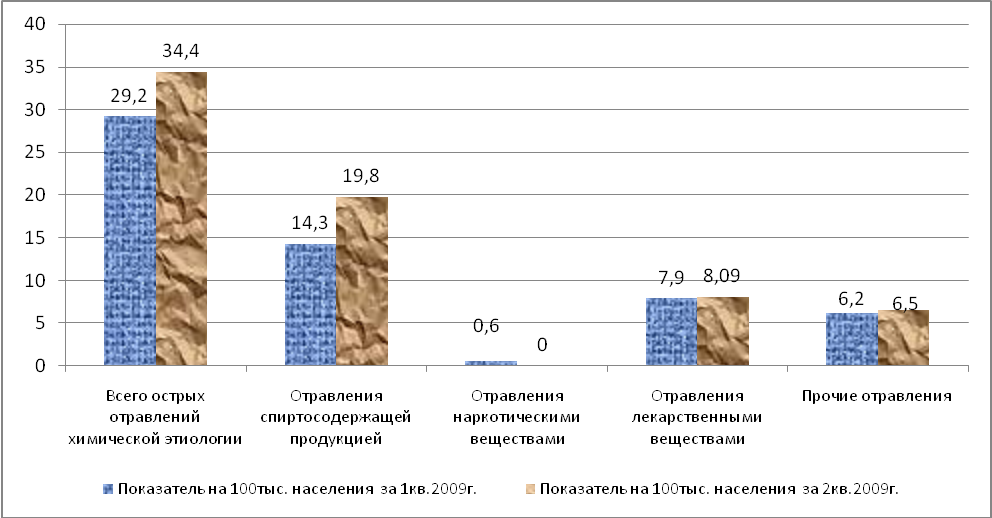 40
35
30
25
20
15
10
5
0
29,2
34,4
14,3
19,8
0,6
0
7,9
8,09
6,2
6,5
Всего острых
отравлений
химической этиологии
Отравления
спиртосодержащей
продукцией
Отравления
наркотическими
веществами
Отравления
лекарственными
веществами
Прочие отравления
Показатель на 100тыс. населения за 1кв.2009г.
Показатель на 100тыс. населения за 2кв.2009г.